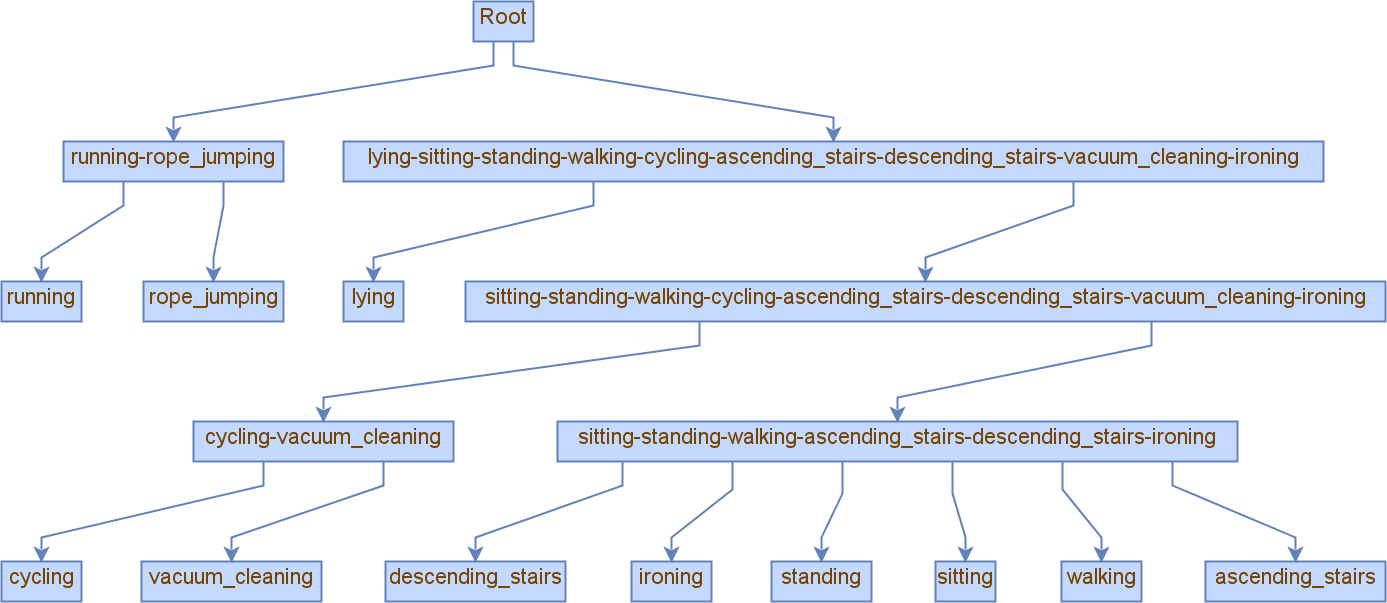 Root
running-rope_jumping
lying-sitting-standing-walking-cycling-ascending_stairs-descending_stairs-vacuum_cleaning-ironing
running
rope_jumping
lying
sitting-standing-walking-cycling-ascending_stairs-descending_stairs-vacuum_cleaning-ironing
cycling-vacuum_cleaning
sitting-standing-walking-ascending_stairs-descending_stairs-ironing
cycling
vacuum_cleaning
descending_stairs
ironing
standing
sitting
walking
ascending_stairs